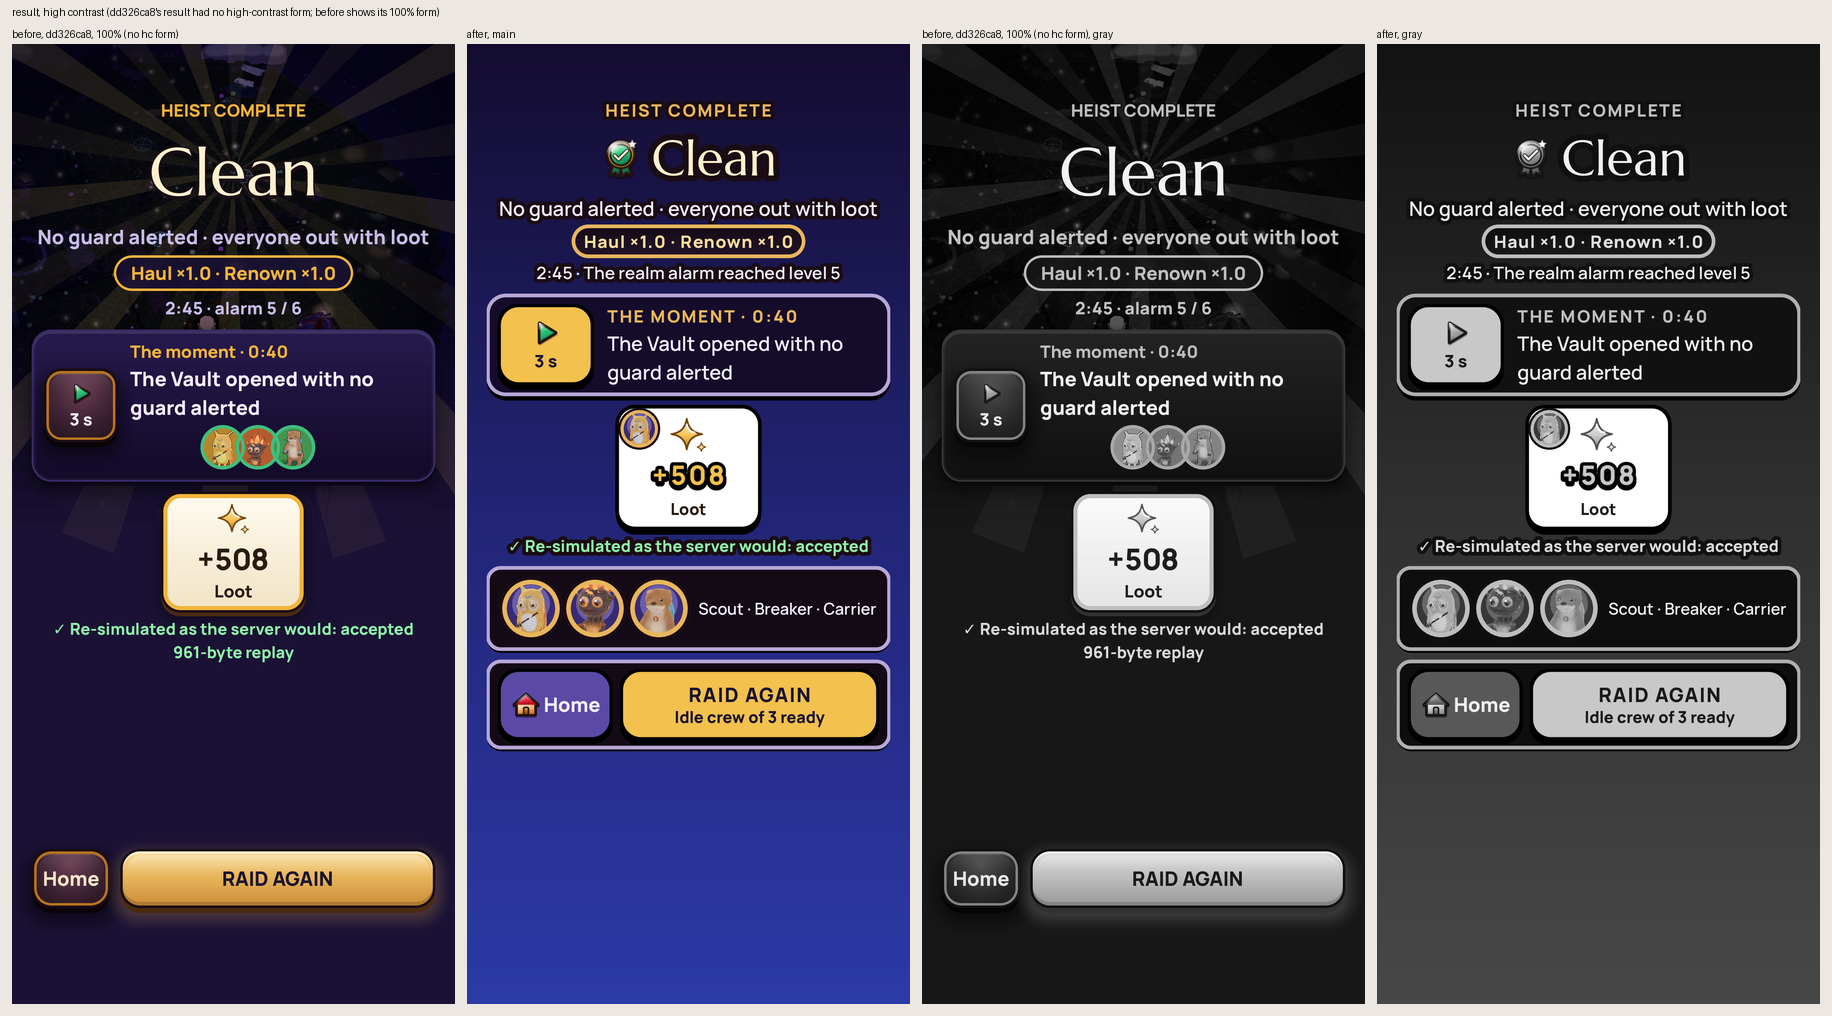 result, high contrast (dd326ca8's result had no high-contrast form; before shows its 100% form)
before, dd326ca8, 100% (no hc form)
HEIST COMPLETE
Clean
No guard alerted · everyone out with loot
Haul ×1.0 · Renown ×1.0
2:45 · alarm 5 / 6
The moment · 0:40
The Vault opened with no
guard alerted
3 s
+508
Loot
✓ Re-simulated as the server would: accepted
961-byte replay
Home
RAID AGAIN
after, main
HEIST COMPLETE
Clean
No guard alerted · everyone out with loot
Haul ×1.0 · Renown ×1.0
2:45 · The realm alarm reached level 5
THE MOMENT · 0:40
The Vault opened with no
guard alerted
3 s
+508
Loot
✓ Re-simulated as the server would: accepted
Scout · Breaker · Carrier
Home
RAID AGAIN
Idle crew of 3 ready
before, dd326ca8, 100% (no hc form), gray
HEIST COMPLETE
Clean
No guard alerted · everyone out with loot
Haul ×1.0 · Renown ×1.0
2:45 · alarm 5 / 6
The moment · 0:40
The Vault opened with no
guard alerted
3 s
+508
Loot
✓ Re-simulated as the server would: accepted
961-byte replay
Home
RAID AGAIN
after, gray
HEIST COMPLETE
Clean
No guard alerted · everyone out with loot
Haul ×1.0 · Renown ×1.0
2:45 · The realm alarm reached level 5
THE MOMENT · 0:40
The Vault opened with no
guard alerted
3 s
+508
Loot
✓ Re-simulated as the server would: accepted
Scout · Breaker · Carrier
Home
RAID AGAIN
Idle crew of 3 ready